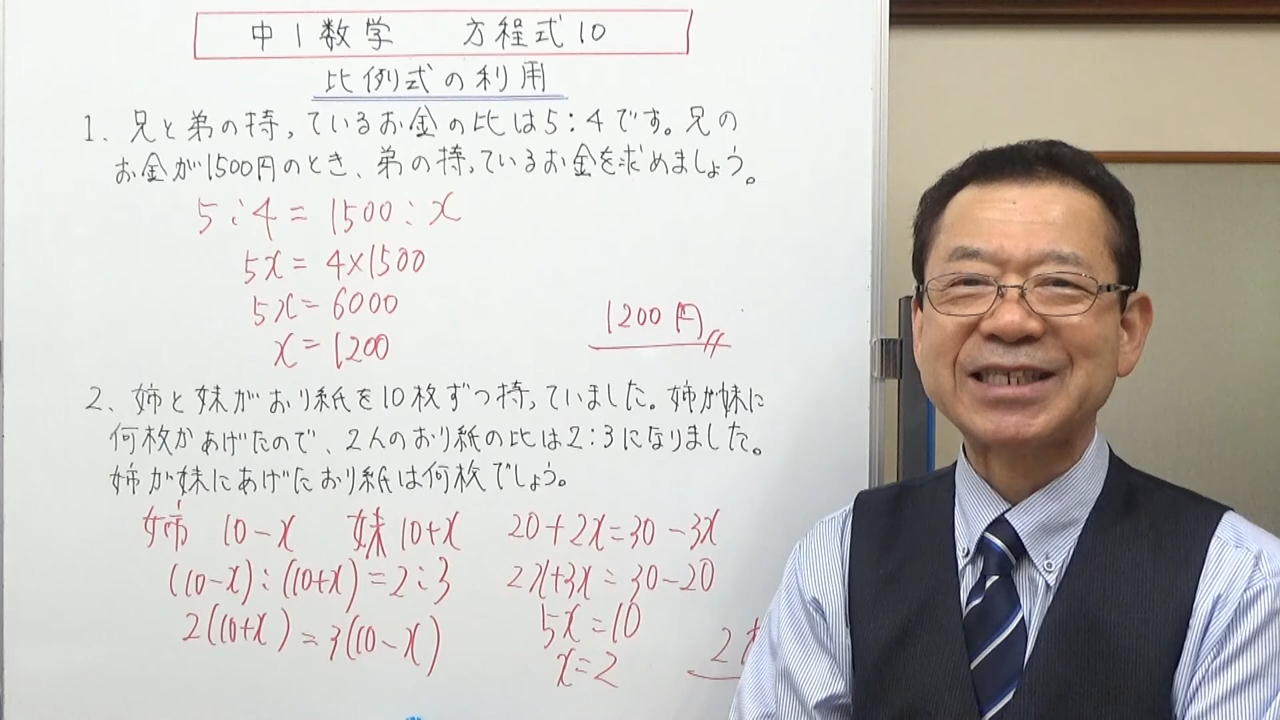 中1数学 方程式10
比例式の利用
1、兄と弟の持っているお金の比は5:4です。兄の
お金が1500円のとき、弟の持っているお金を求めましょう。
5:4=1500:x
5x=4×1500
5x=6000
x=1200
1200円
2、姉と妹がおり紙を10枚ずつ持っていました。姉が妹に
何枚かあげたので、2人のおり紙の比は2:3になりました。
姉が妹にあげたおり紙は何枚でしょう。
姉 10-x 妹 10+x
(10-x):(10+x)=2:3
2(10+x)=3(10-x)
20+2x=30-3x
2x+3x=30-20
5x=10
x=2
2